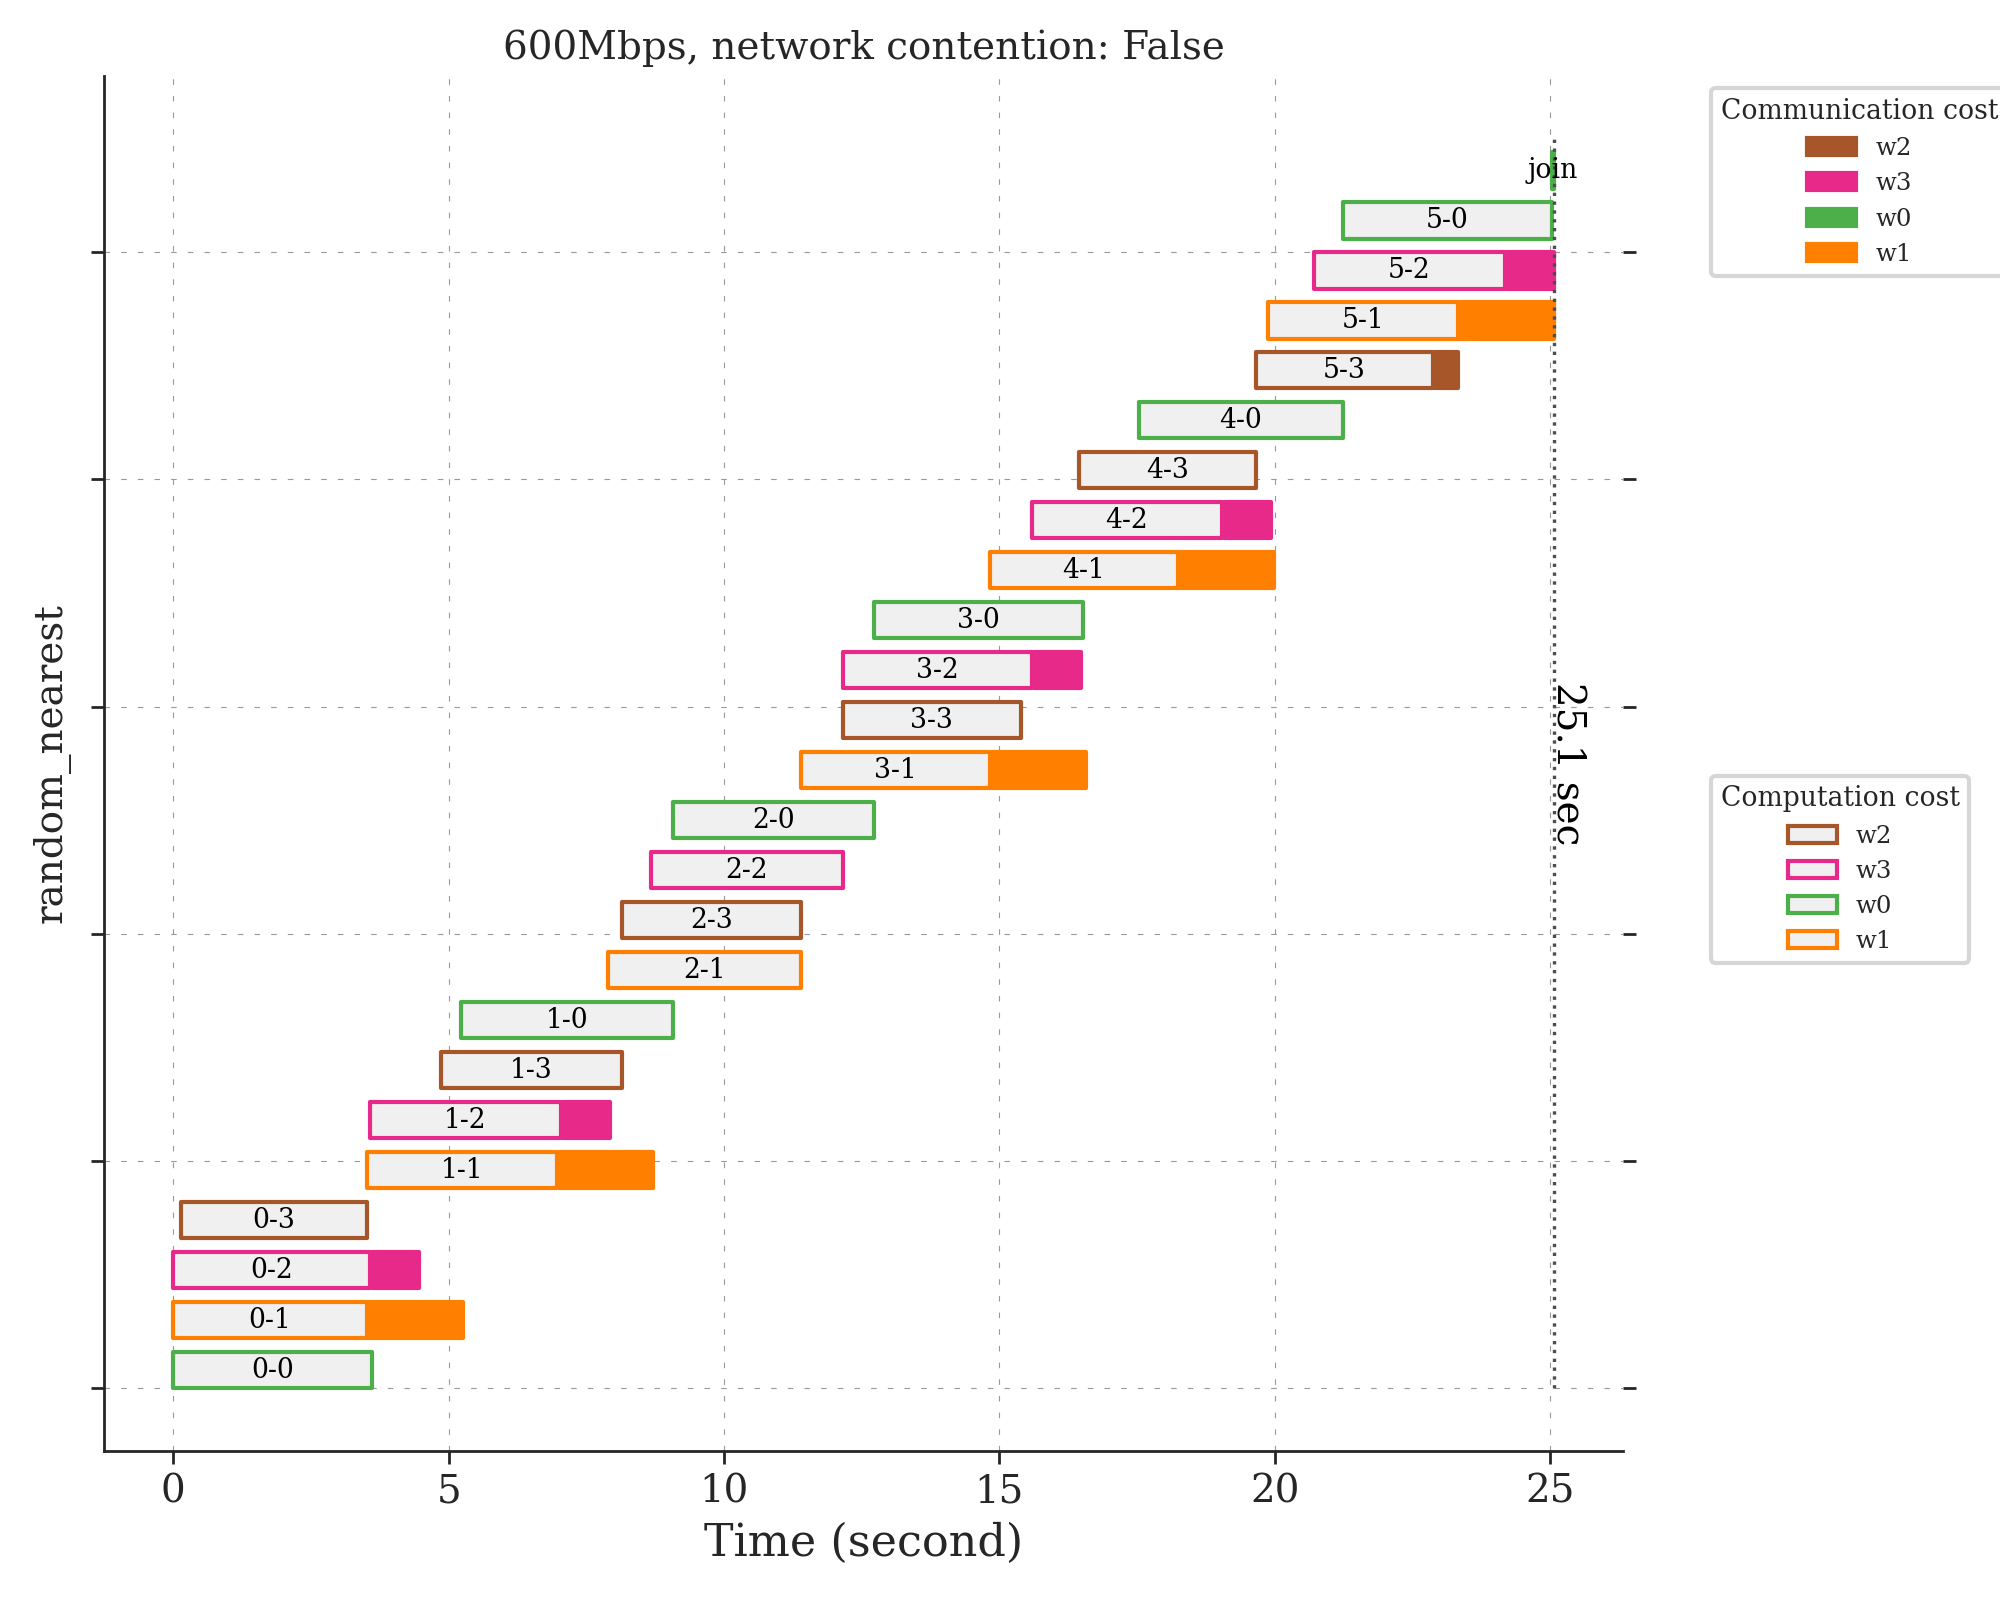 600Mbps, network contention: False
Communication cost
w2
w3
w0
w1
join
5-0
5-2
5-1
5-3
4-0
4-3
4-2
4-1
3-0
3-2
3-3
3-1
2-0
2-2
2-3
2-1
1-0
1-3
1-2
1-1
0-3
0-2
0-1
0-0
25.1 sec
Computation cost
w2
w3
w0
w1
random_nearest
0 5 10 15 20 25
Time (second)